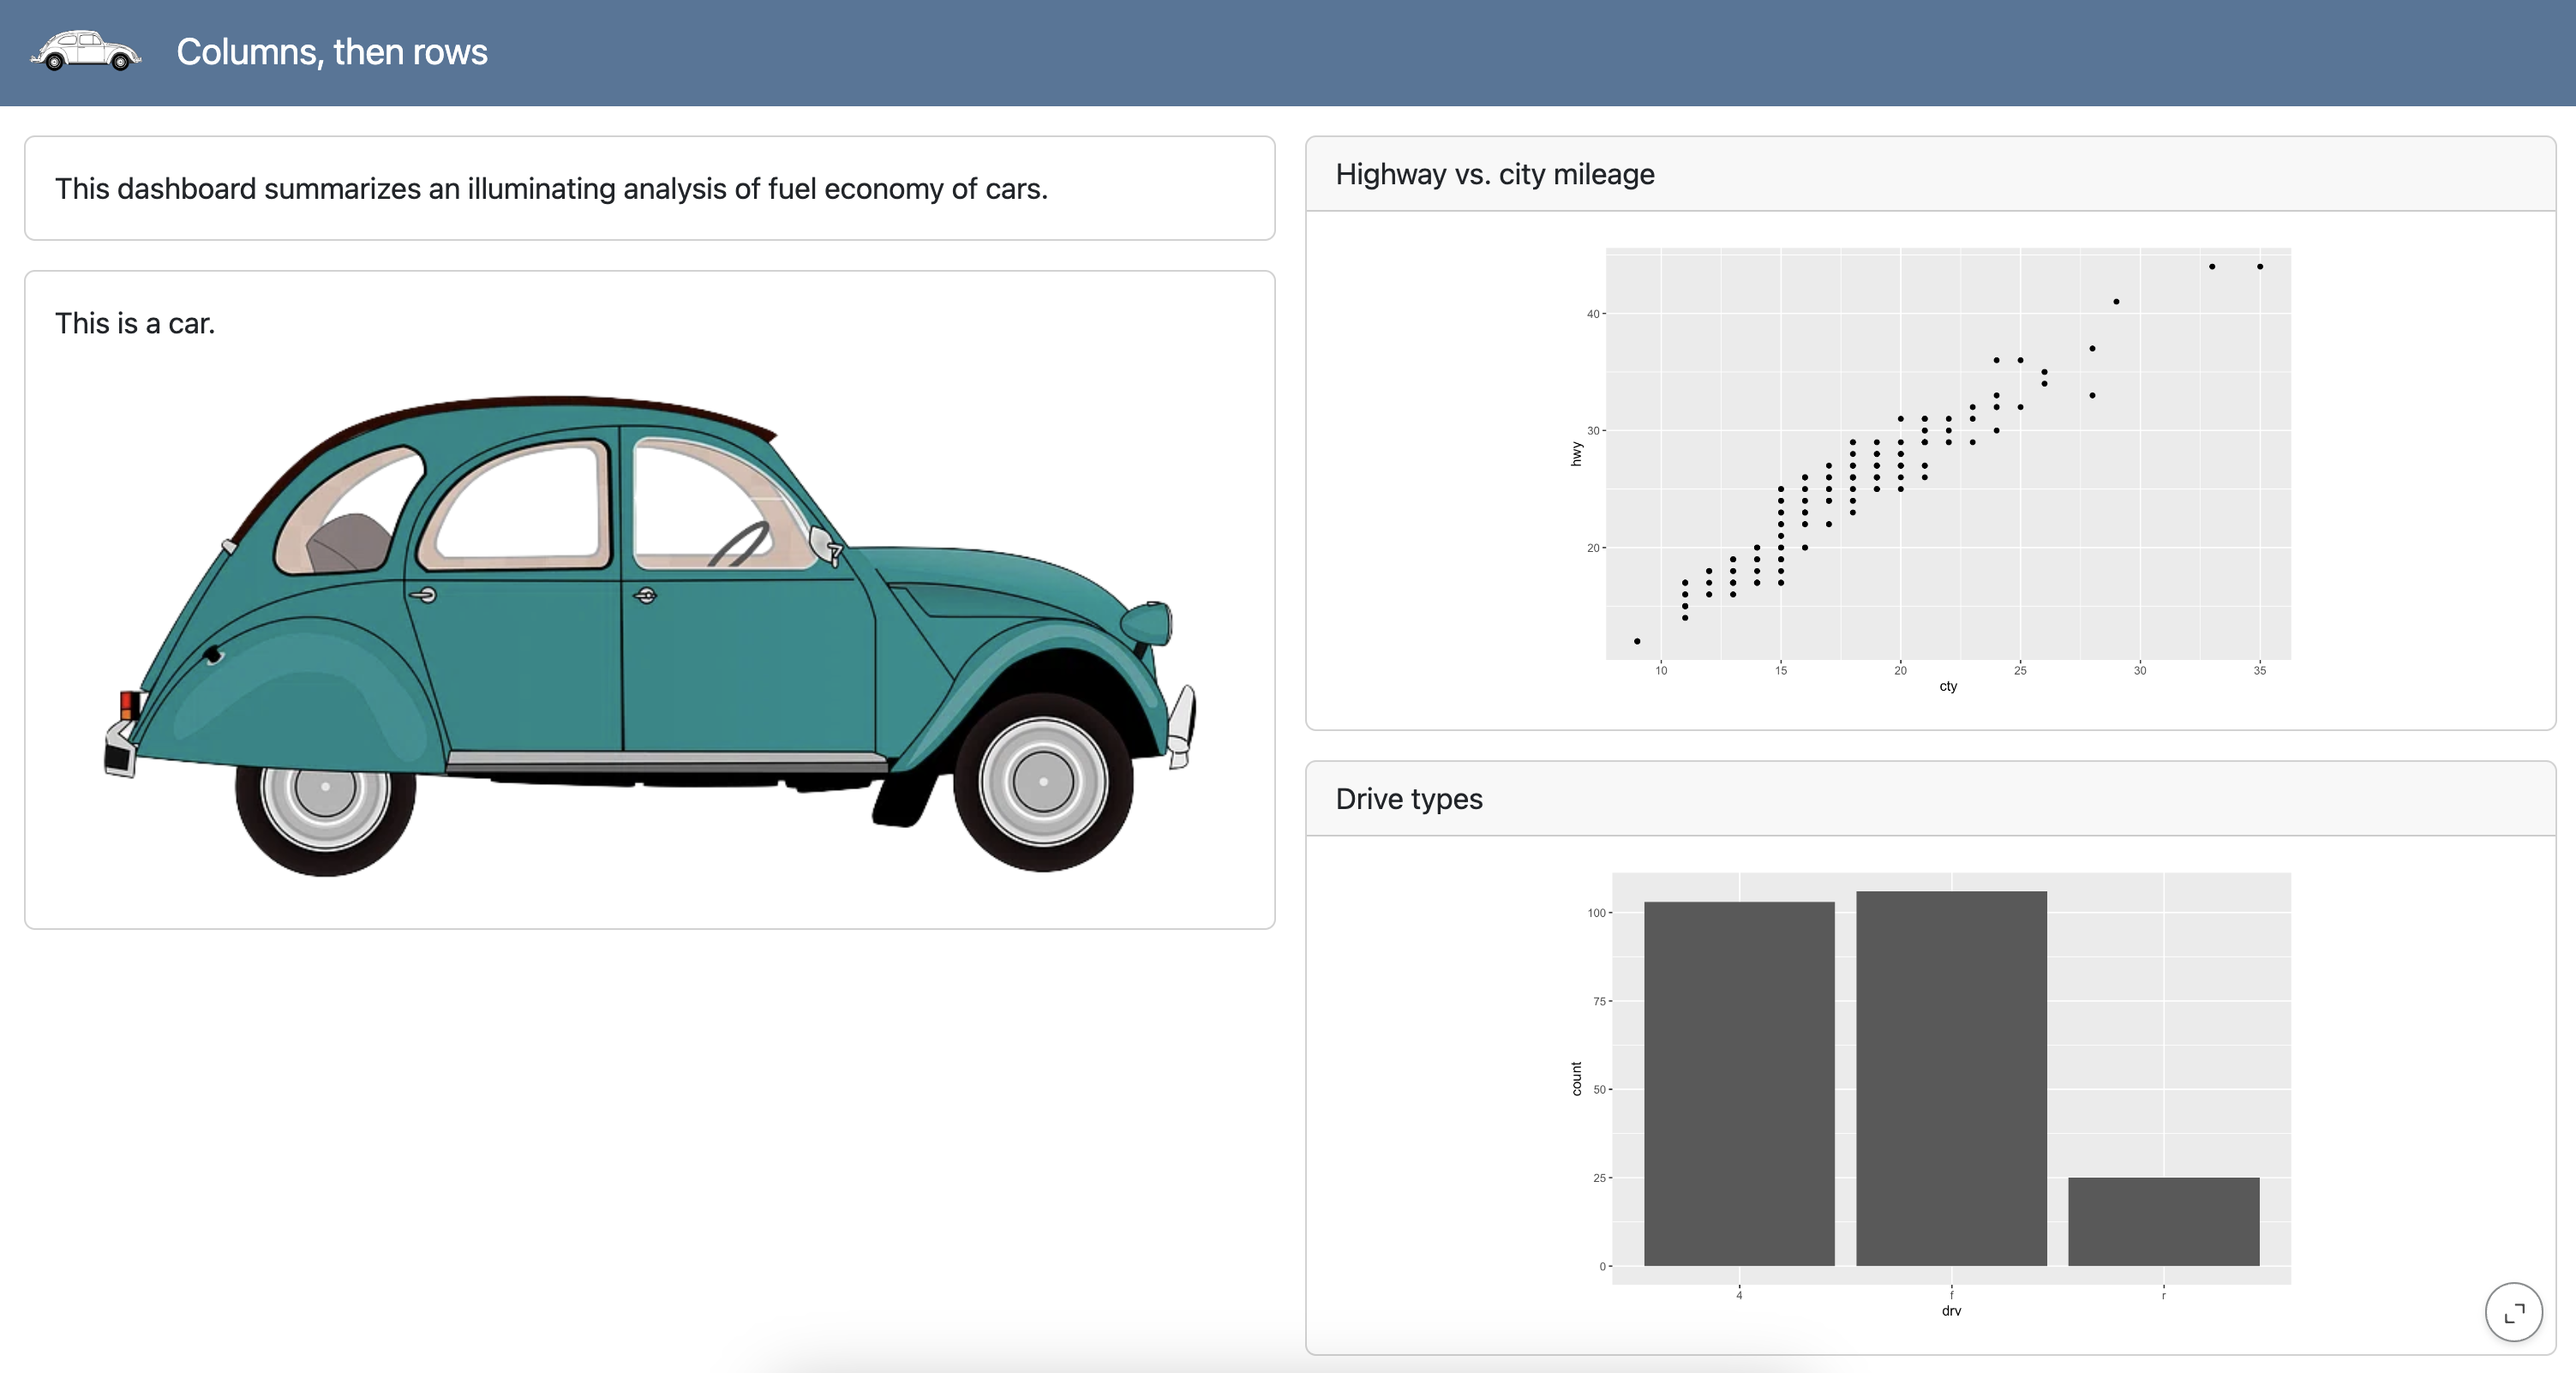 Columns, then rows
This dashboard summarizes an illuminating analysis of fuel economy of cars.
This is a car.
Highway vs. city mileage
40
30
20
hwy
10 15 20 25 30 35
cty
Drive types
100
75
50
25
0
count
4 f r
drv